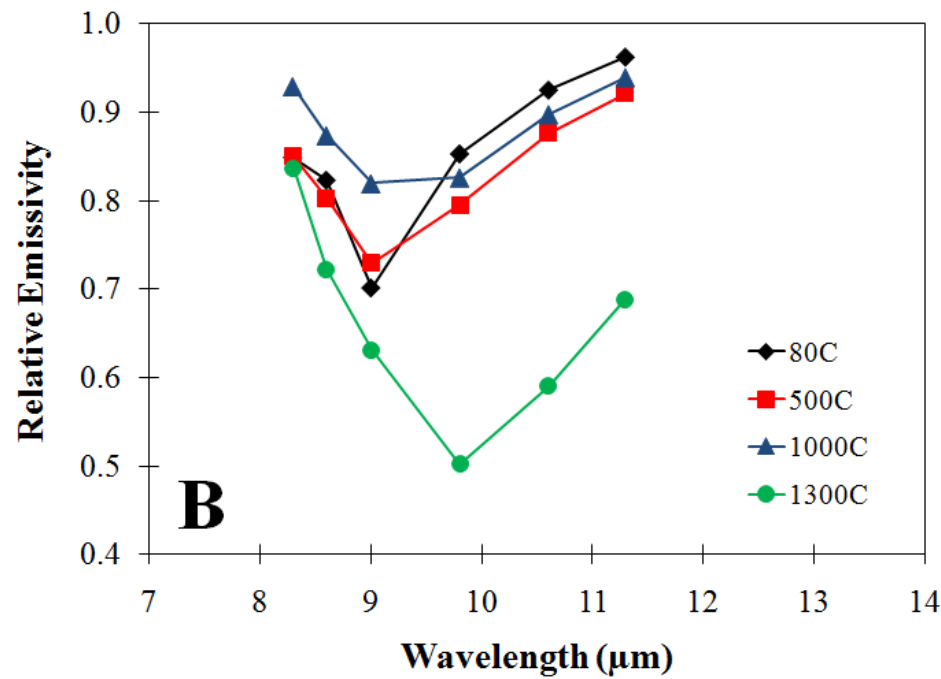 1.0
0.9
0.8
0.7
0.6
0.5
0.4
Relative Emissivity
80C
500C
1000C
1300C
B
7 8 9 10 11 12 13 14
Wavelength (µm)